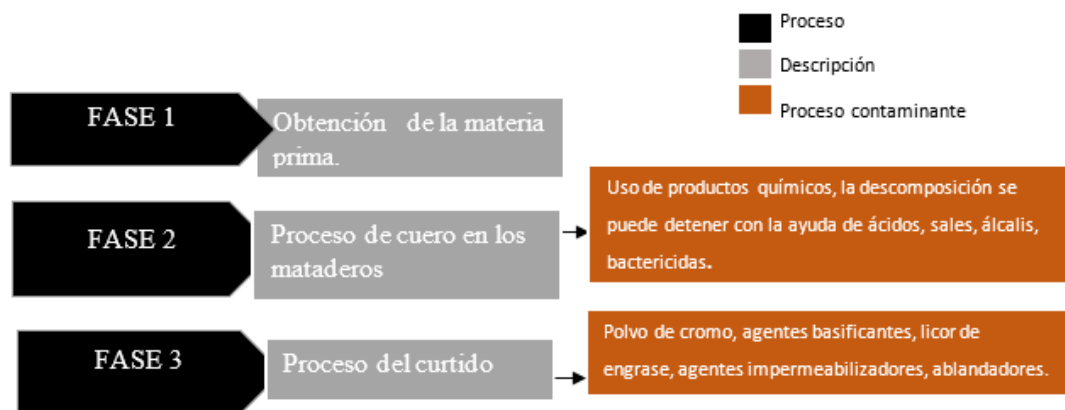 Proceso
Descripción
Proceso contaminante
FASE 1
Obtención de la materia
prima.
FASE 2
Proceso de cuero en los
mataderos
Uso de productos químicos, la descomposición se
puede detener con la ayuda de ácidos, sales, álcalis,
bactericidas.
FASE 3
Proceso del curtido
Polvo de cromo, agentes basificantes, licor de
engrase, agentes impermeabilizadores, ablandadores.